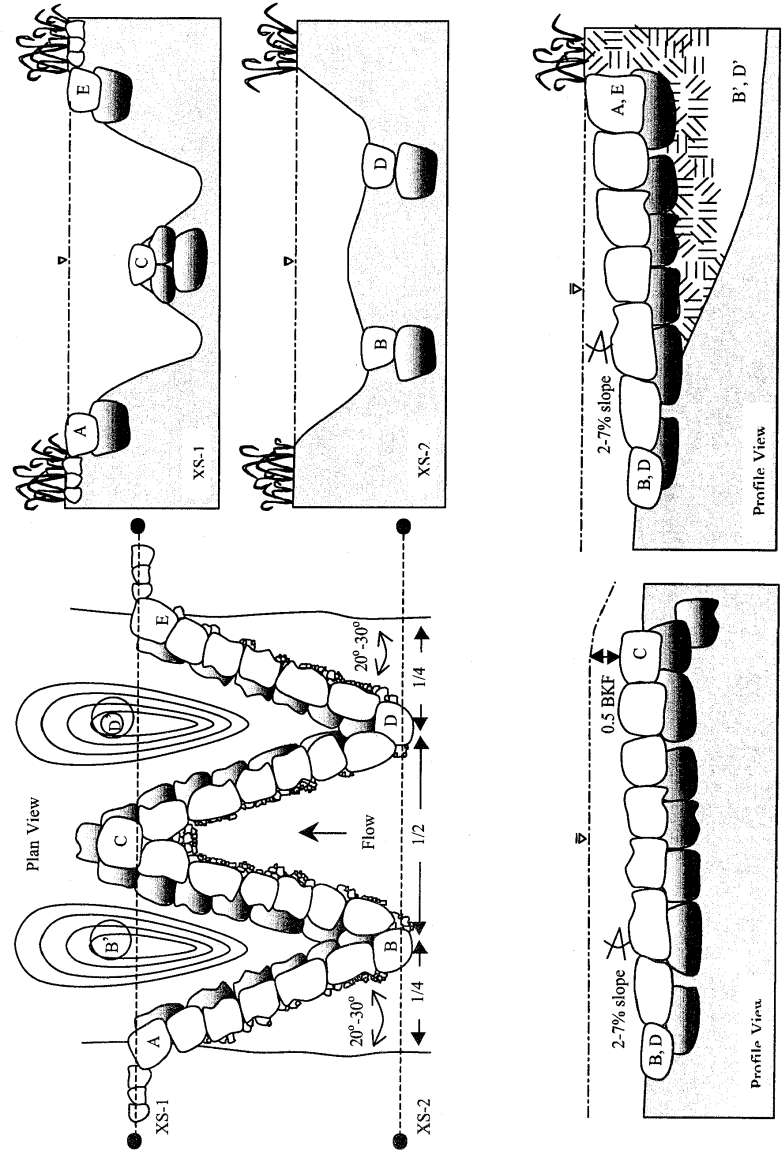 Plan View
XS-1
XS-2
A
B
C
D
E
B'
D'
Flow
20°-30°
20°-30°
1/4
1/2
1/4
XS-1
A
C
E
XS-2
B
D
Profile View
B, D
2-7% slope
0.5 BKF
C
Profile View
B, D
2-7% slope
A, E
B', D'